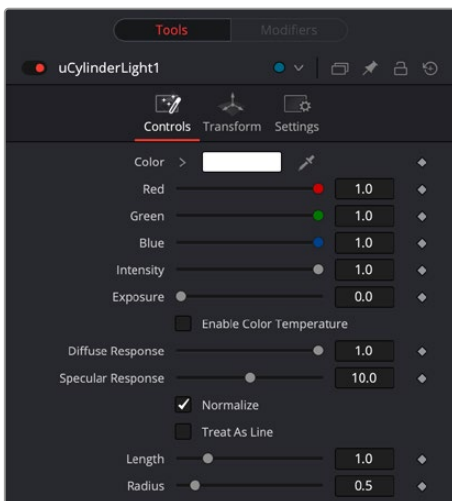 Tools Modifiers
uCylinderLight1
Controls Transform Settings
Color
Red 1.0
Green 1.0
Blue 1.0
Intensity 1.0
Exposure 0.0
Enable Color Temperature
Diffuse Response 1.0
Specular Response 10.0
Normalize
Treat As Line
Length 1.0
Radius 0.5